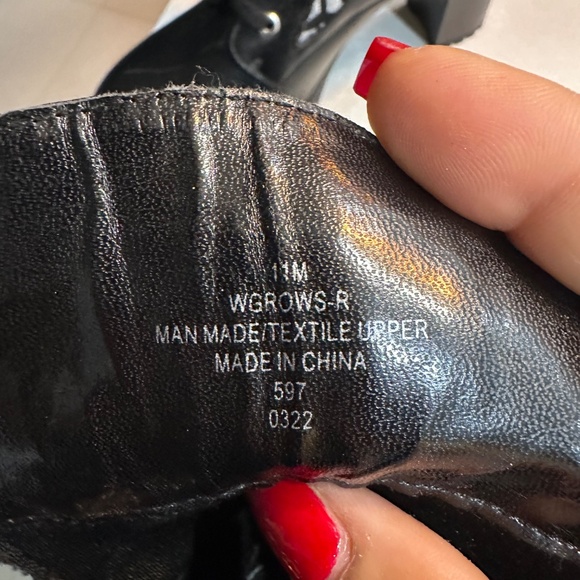 11M
WGROWS-R
MAN MADE/TEXTILE UPPER
MADE IN CHINA
597
0322